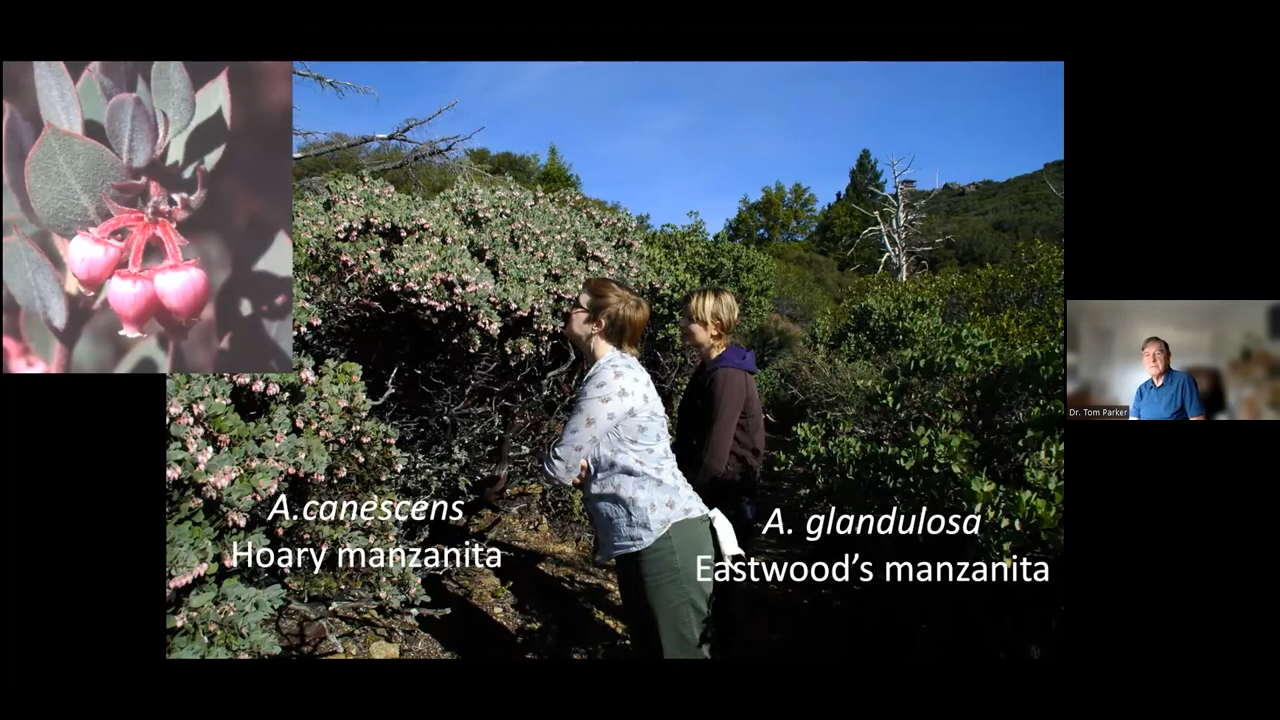 A.canescens
Hoary manzanita
A. glandulosa
Eastwood's manzanita
Dr. Tom Parker